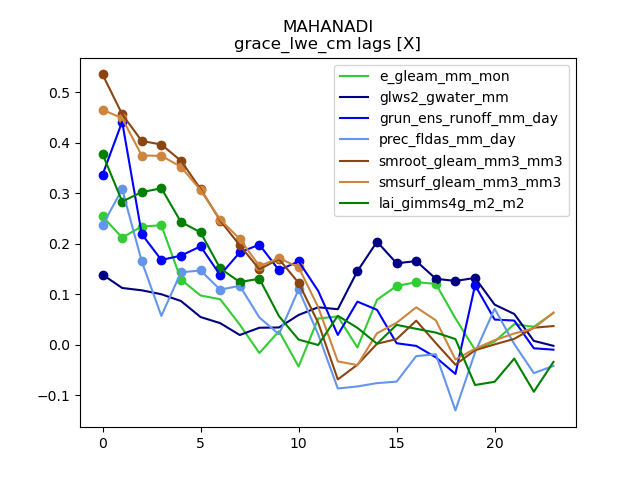 MAHANADI
grace_lwe_cm lags [X]
e_gleam_mm_mon
glws2_gwater_mm
grun_ens_runoff_mm_day
prec_fldas_mm_day
smroot_gleam_mm3_mm3
smsurf_gleam_mm3_mm3
lai_gimms4g_m2_m2
0.5
0.4
0.3
0.2
0.1
0.0
−0.1
0 5 10 15 20